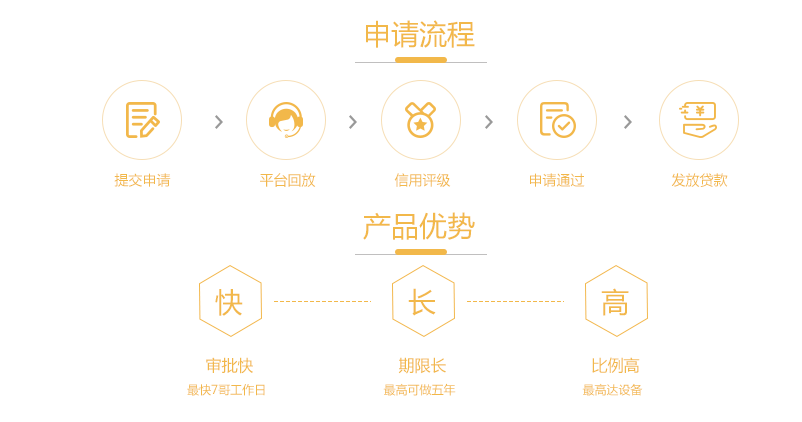 申请流程
提交申请
平台回放
信用评级
申请通过
发放贷款
产品优势
快
长
高
审批快
期限长
比例高
最快7哥工作日
最高可做五年
最高达设备